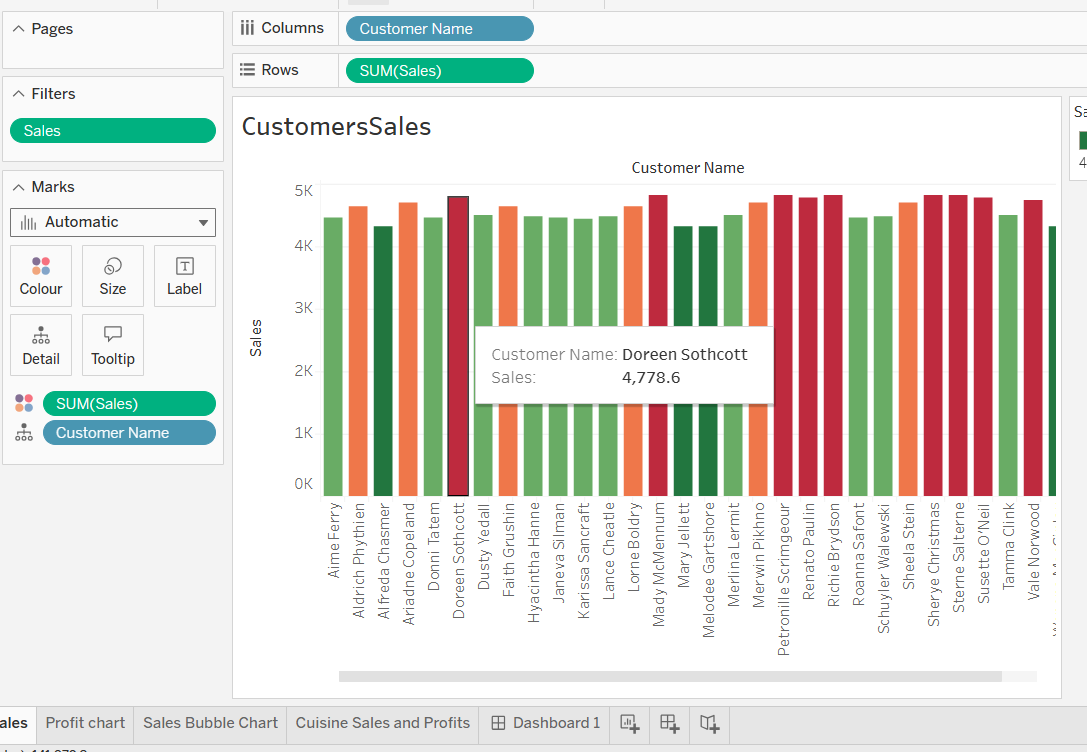 Pages
Columns
Customer Name
Rows
SUM(Sales)
Filters
Sales
Marks
Automatic
Colour
Size
Label
Detail
Tooltip
SUM(Sales)
Customer Name
CustomersSales
Customer Name
Sales
5K
4K
3K
2K
1K
0K
Customer Name: Doreen Sothcott
Sales: 4,778.6
Aime Ferry
Aldrich Phythien
Alfreda Chasmer
Ariadne Copeland
Donni Tattem
Doreen Sothcott
Dusty Yedall
Faith Grushin
Hyacintha Hanne
Janeva Silman
Karissa Sancraft
Lance Cheatle
Lorne Boldry
Mady McMennum
Mary Jellett
Melodee Gartshore
Merlina Lermit
Merwin Pikhno
Petronille Scrimgeour
Renato Paulin
Richie Brydson
Roanna Safont
Schuyler Walewski
Sheela Stein
Sherye Christmas
Sterne Salterne
Susette O'Neil
Tamma Clink
Vale Norwood
Sa
4
ales
Profit chart
Sales Bubble Chart
Cuisine Sales and Profits
Dashboard 1